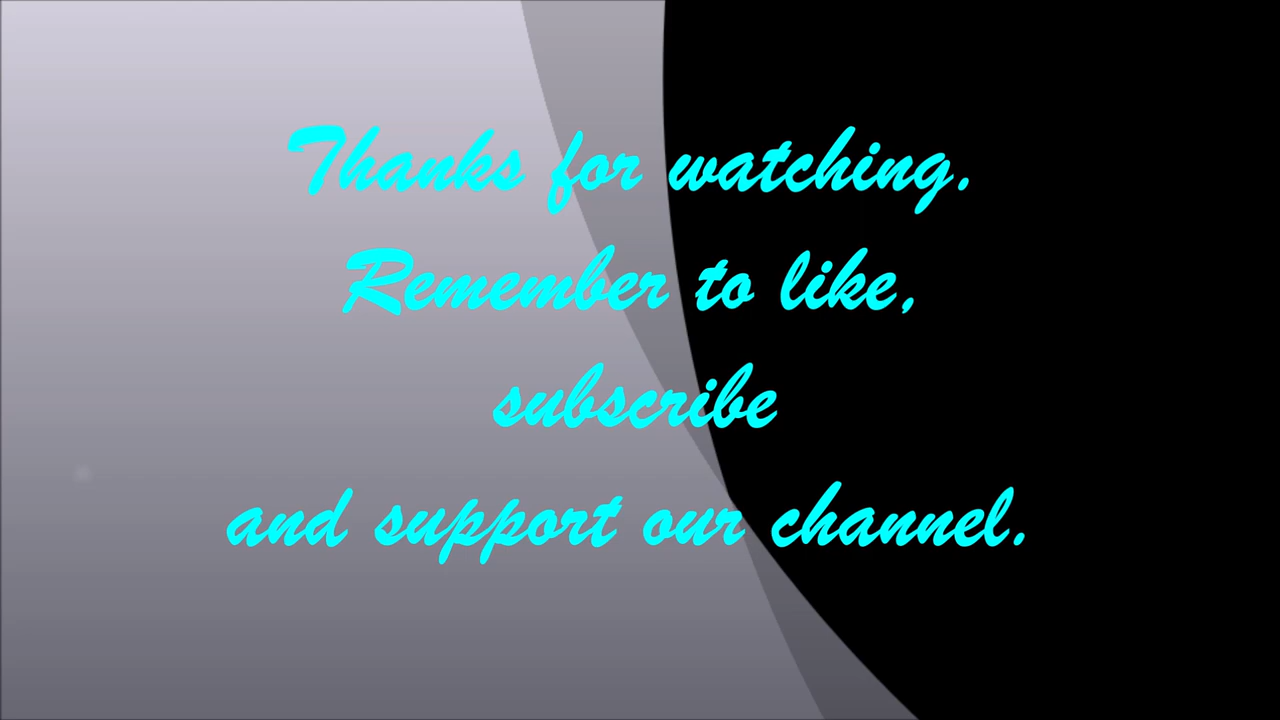 Thanks for watching.
Remember to like,
subscribe
and support our channel.